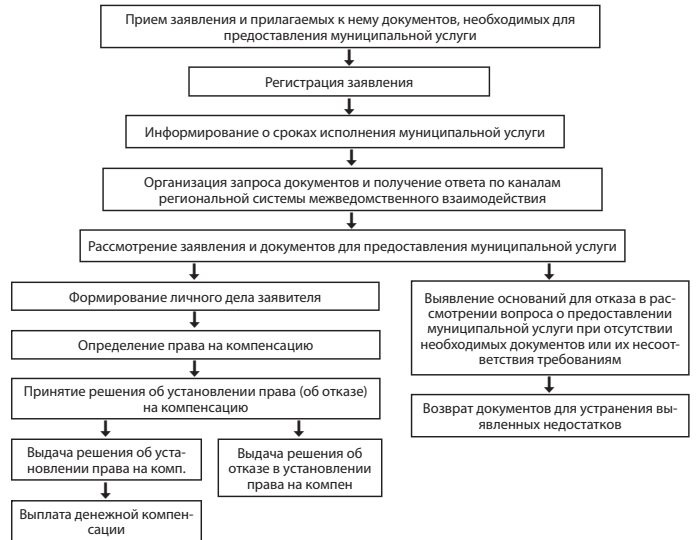 Прием заявления и прилагаемых к нему документов, необходимых для
предоставления муниципальной услуги
Регистрация заявления
Информирование о сроках исполнения муниципальной услуги
Организация запроса документов и получение ответа по каналам
региональной системы межведомственного взаимодействия
Рассмотрение заявления и документов для предоставления муниципальной услуги
Формирование личного дела заявителя
Определение права на компенсацию
Принятие решения об установлении права (об отказе)
на компенсацию
Выдача решения об уста-
новлении права на комп.
Выплата денежной компен-
сации
Выдача решения об
отказе в установлении
права на компен
Выявление оснований для отказа в рас-
смотрении вопроса о предоставлении
муниципальной услуги при отсутствии
необходимых документов или их несоот-
ветствия требованиям
Возврат документов для устранения вы-
явленных недостатков